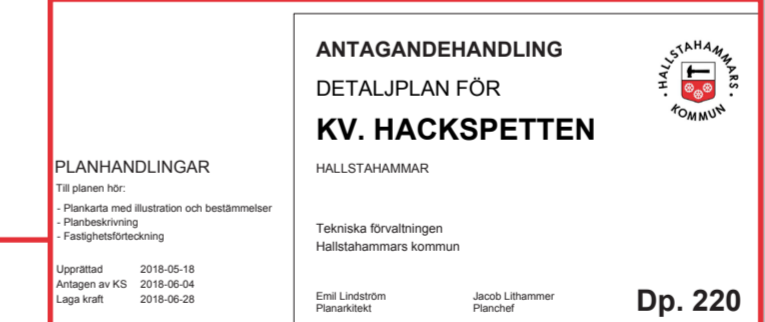 ANTAGANDEHANDLING
DETALJPLAN FÖR
KV. HACKSPETTEN
HALLSTAHAMMAR
HALLSTAHAMMARS
KOMMUN
PLANHANDLINGAR
Till planen hör:
- Plankarta med illustration och bestämmelser
- Planbeskrivning
- Fastighetsförteckning
Upprättad 2018-05-18
Antagen av KS 2018-06-04
Laga kraft 2018-06-28
Tekniska förvaltningen
Hallstahammars kommun
Emil Lindström Jacob Lithammer
Planarkitekt Planchef
Dp. 220